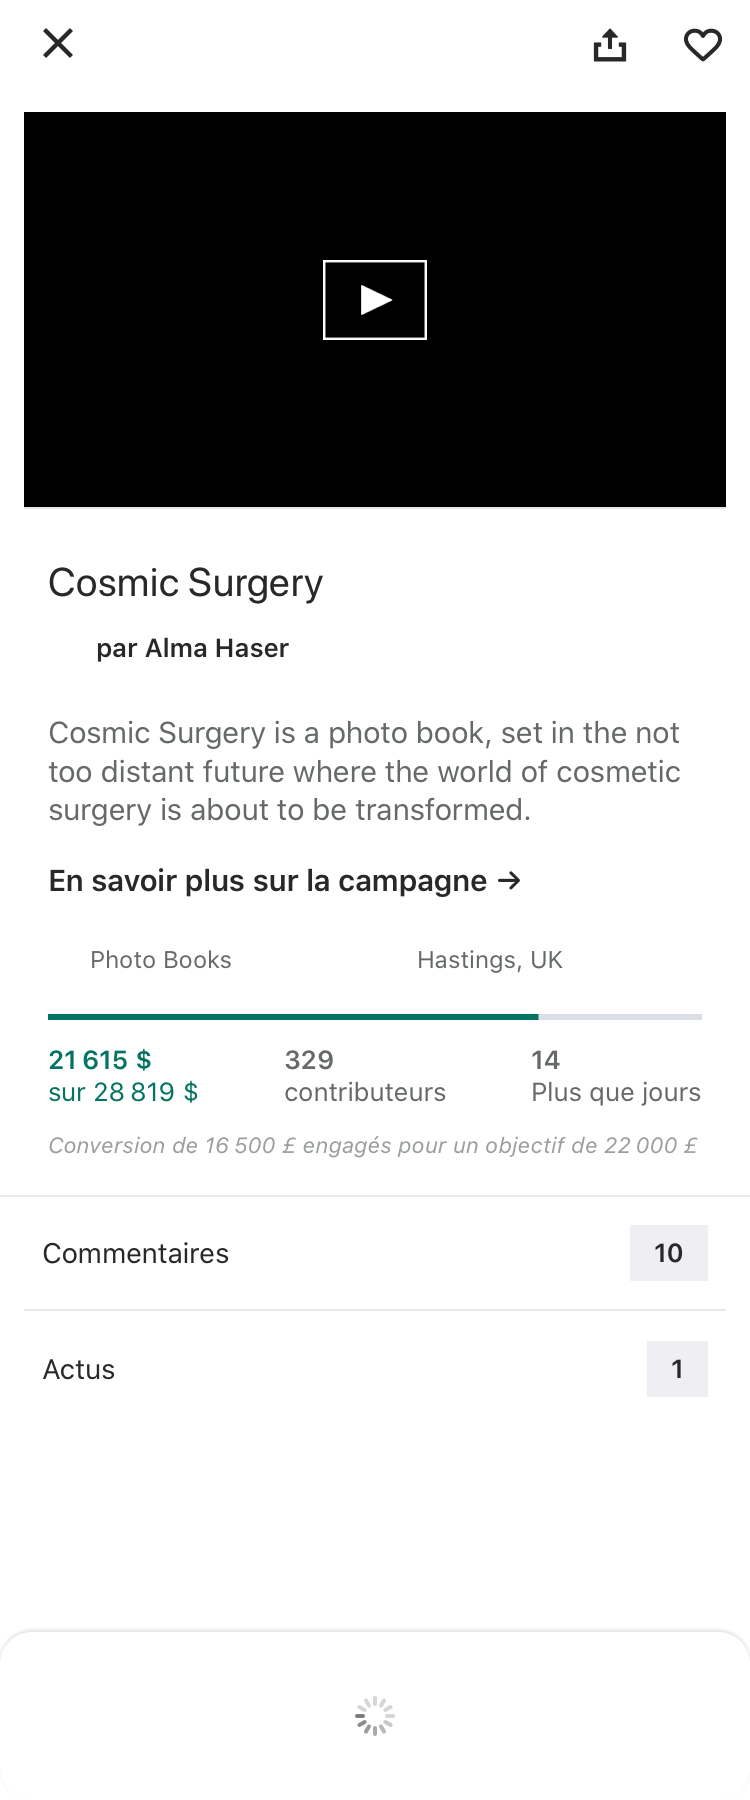 Cosmic Surgery
par Alma Haser
Cosmic Surgery is a photo book, set in the not
too distant future where the world of cosmetic
surgery is about to be transformed.
En savoir plus sur la campagne →
Photo Books
Hastings, UK
21 615 $
sur 28 819 $
329
contributeurs
14
Plus que jours
Conversion de 16 500 £ engagés pour un objectif de 22 000 £
Commentaires
10
Actus
1